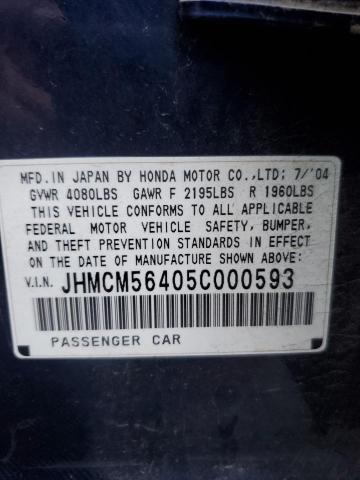 MFD. IN JAPAN BY HONDA MOTOR CO.,LTD; 7/'04
GVWR 4080LBS GAWR F 2195LBS R 1960LBS
THIS VEHICLE CONFORMS TO ALL APPLICABLE
FEDERAL MOTOR VEHICLE SAFETY, BUMPER,
AND THEFT PREVENTION STANDARDS IN EFFECT
ON THE DATE OF MANUFACTURE SHOWN ABOVE.
V.I.N. JHMCM56405C000593
PASSENGER CAR